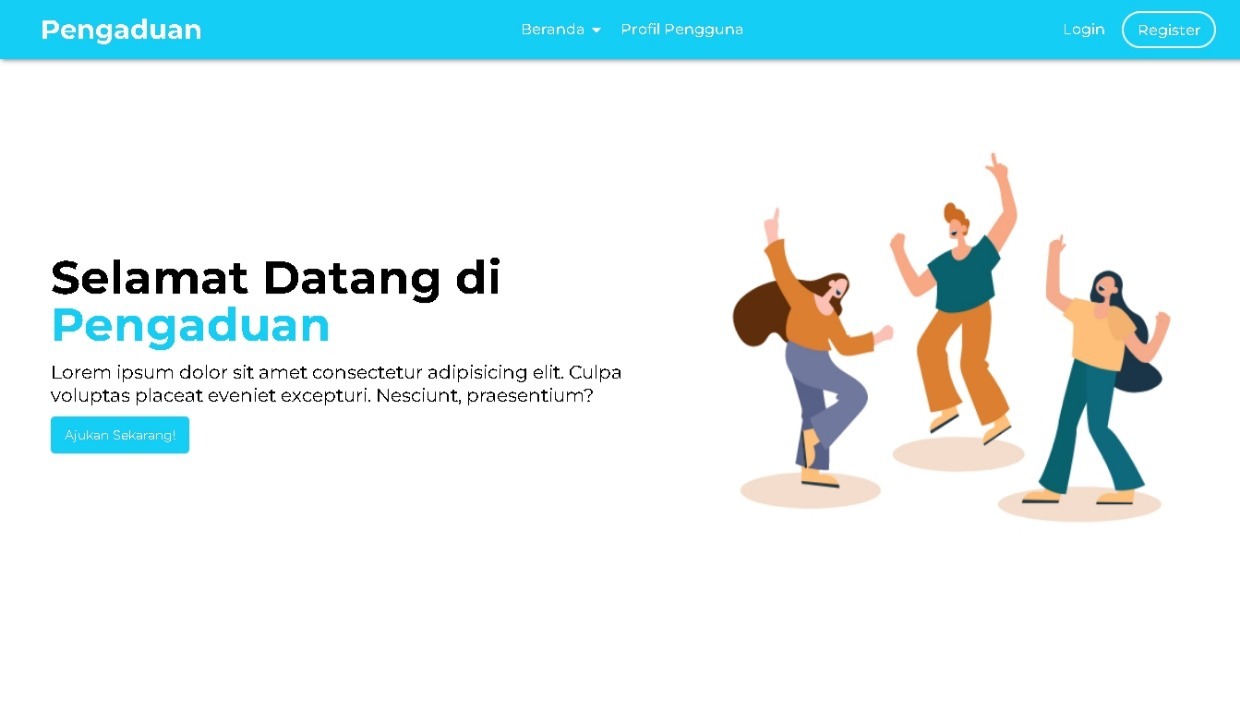 Pengaduan
Beranda
Profil Pengguna
Login
Register
Selamat Datang di
Pengaduan
Lorem ipsum dolor sit amet consectetur adipisicing elit. Culpa
voluptas placeat eveniet excepturi. Nesciunt, praesentium?
Ajukan Sekarang!